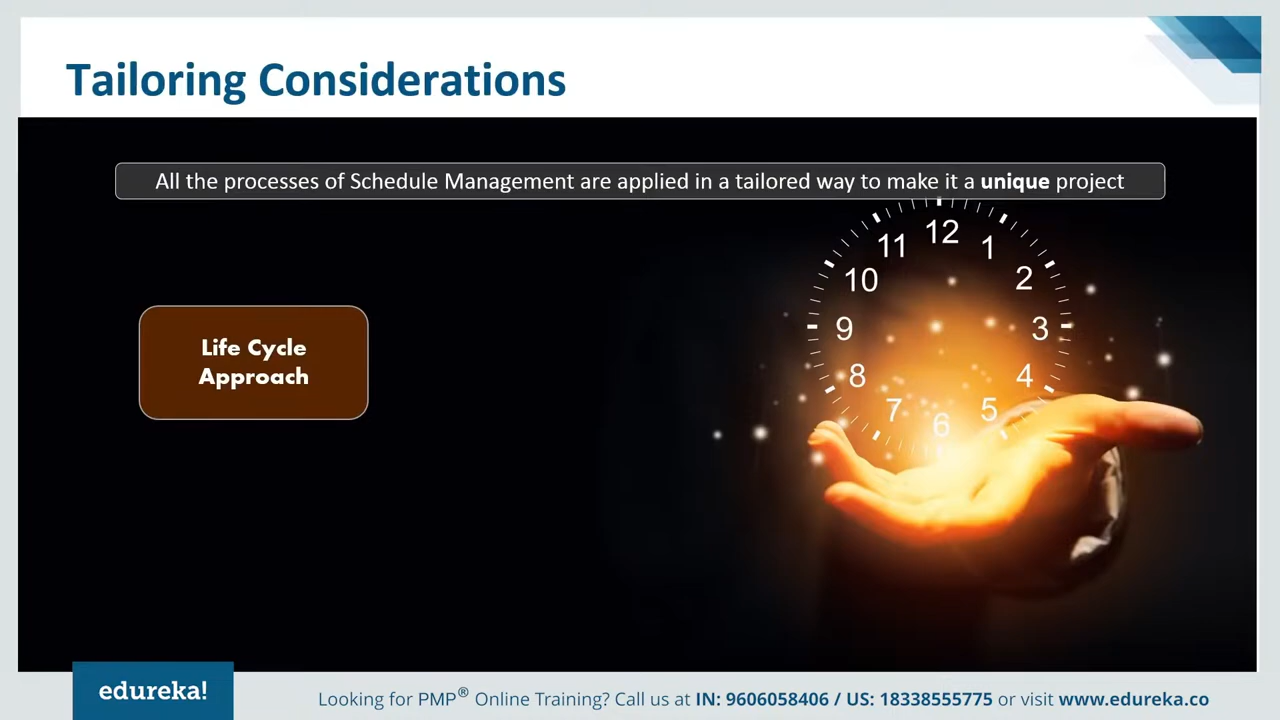 Tailoring Considerations
All the processes of Schedule Management are applied in a tailored way to make it a unique project
12
11
1
10
2
9
3
8
4
7
5
6
Life Cycle
Approach
edureka!
Looking for PMP® Online Training? Call us at IN: 9606058406 / US: 18338555775 or visit www.edureka.co